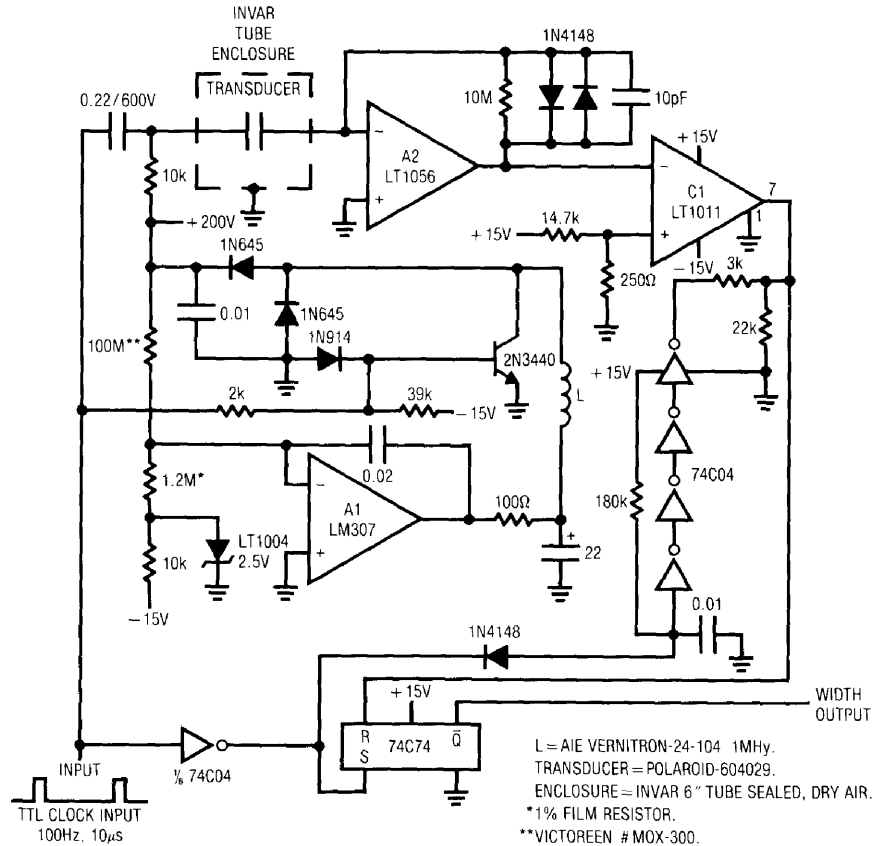 INVAR
TUBE
ENCLOSURE
TRANSDUCER
0.22/600V
1N4148
10M
10pF
−
A2
LT1056
+
+15V
−
C1
LT1011
7
1
+
−15V
10k
+200V
+15V
14.7k
250Ω
3k
22k
1N645
0.01
1N645
1N914
100M**
2N3440
L
+15V
2k
39k
−15V
0.02
74C04
1.2M*
−
A1
LM307
+
100Ω
180k
LT1004
2.5V
10k
+
22
−15V
0.01
1N4148
+15V
R
S
74C74
Q̅
WIDTH
OUTPUT
INPUT
⅙ 74C04
TTL CLOCK INPUT
100Hz, 10µs
L = AIE VERNITRON-24-104 1MHy.
TRANSDUCER = POLAROID-604029.
ENCLOSURE = INVAR 6″ TUBE SEALED, DRY AIR.
*1% FILM RESISTOR.
**VICTOREEN #MOX-300.